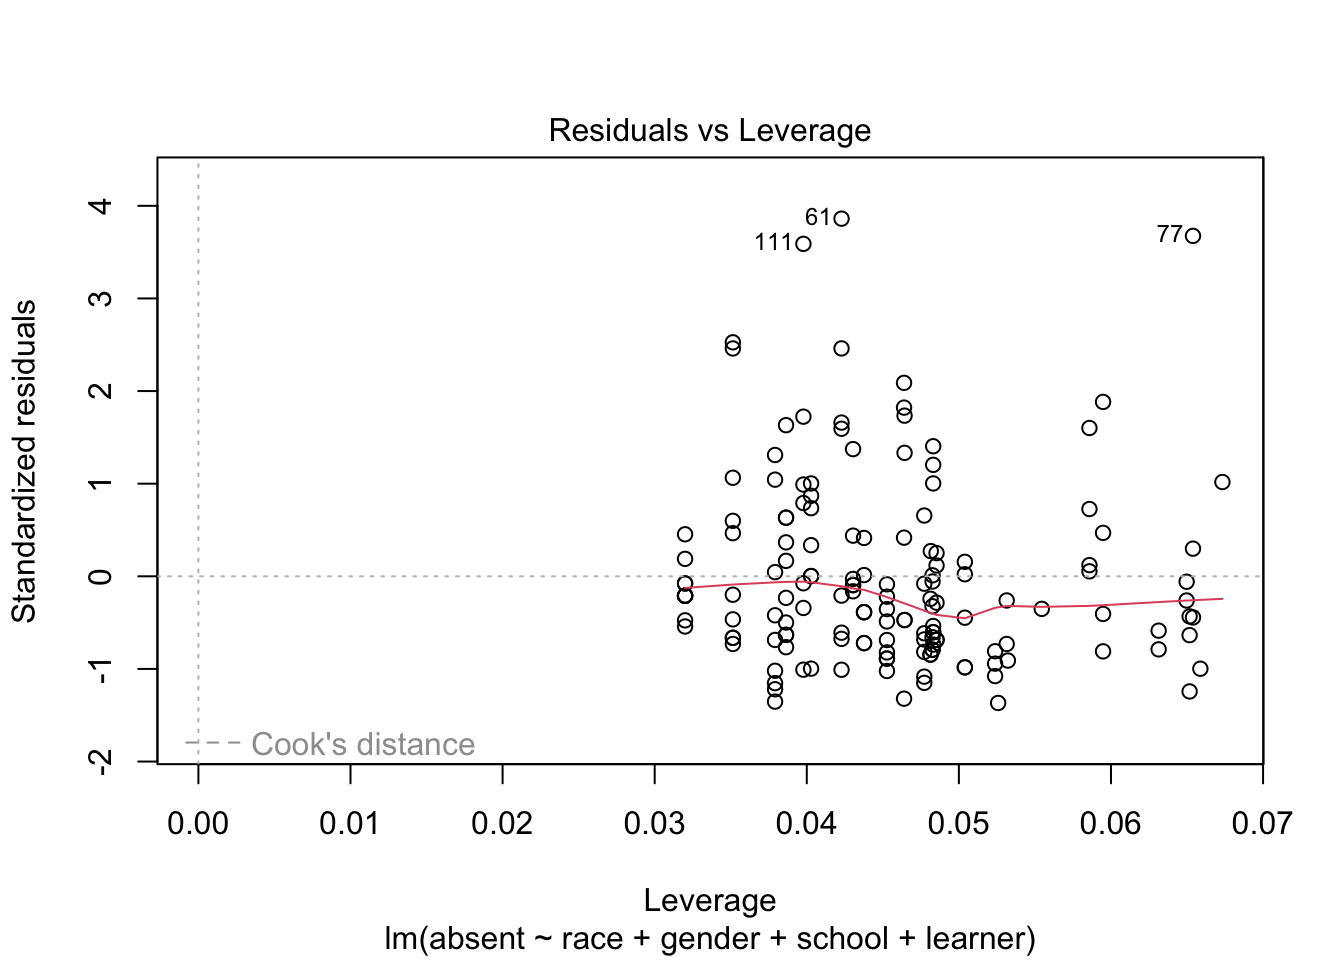 Residuals vs Leverage
Standardized residuals
4
3
2
1
0
-1
-2
61
111
77
Cook's distance
0.00 0.01 0.02 0.03 0.04 0.05 0.06 0.07
Leverage
lm(absent ~ race + gender + school + learner)